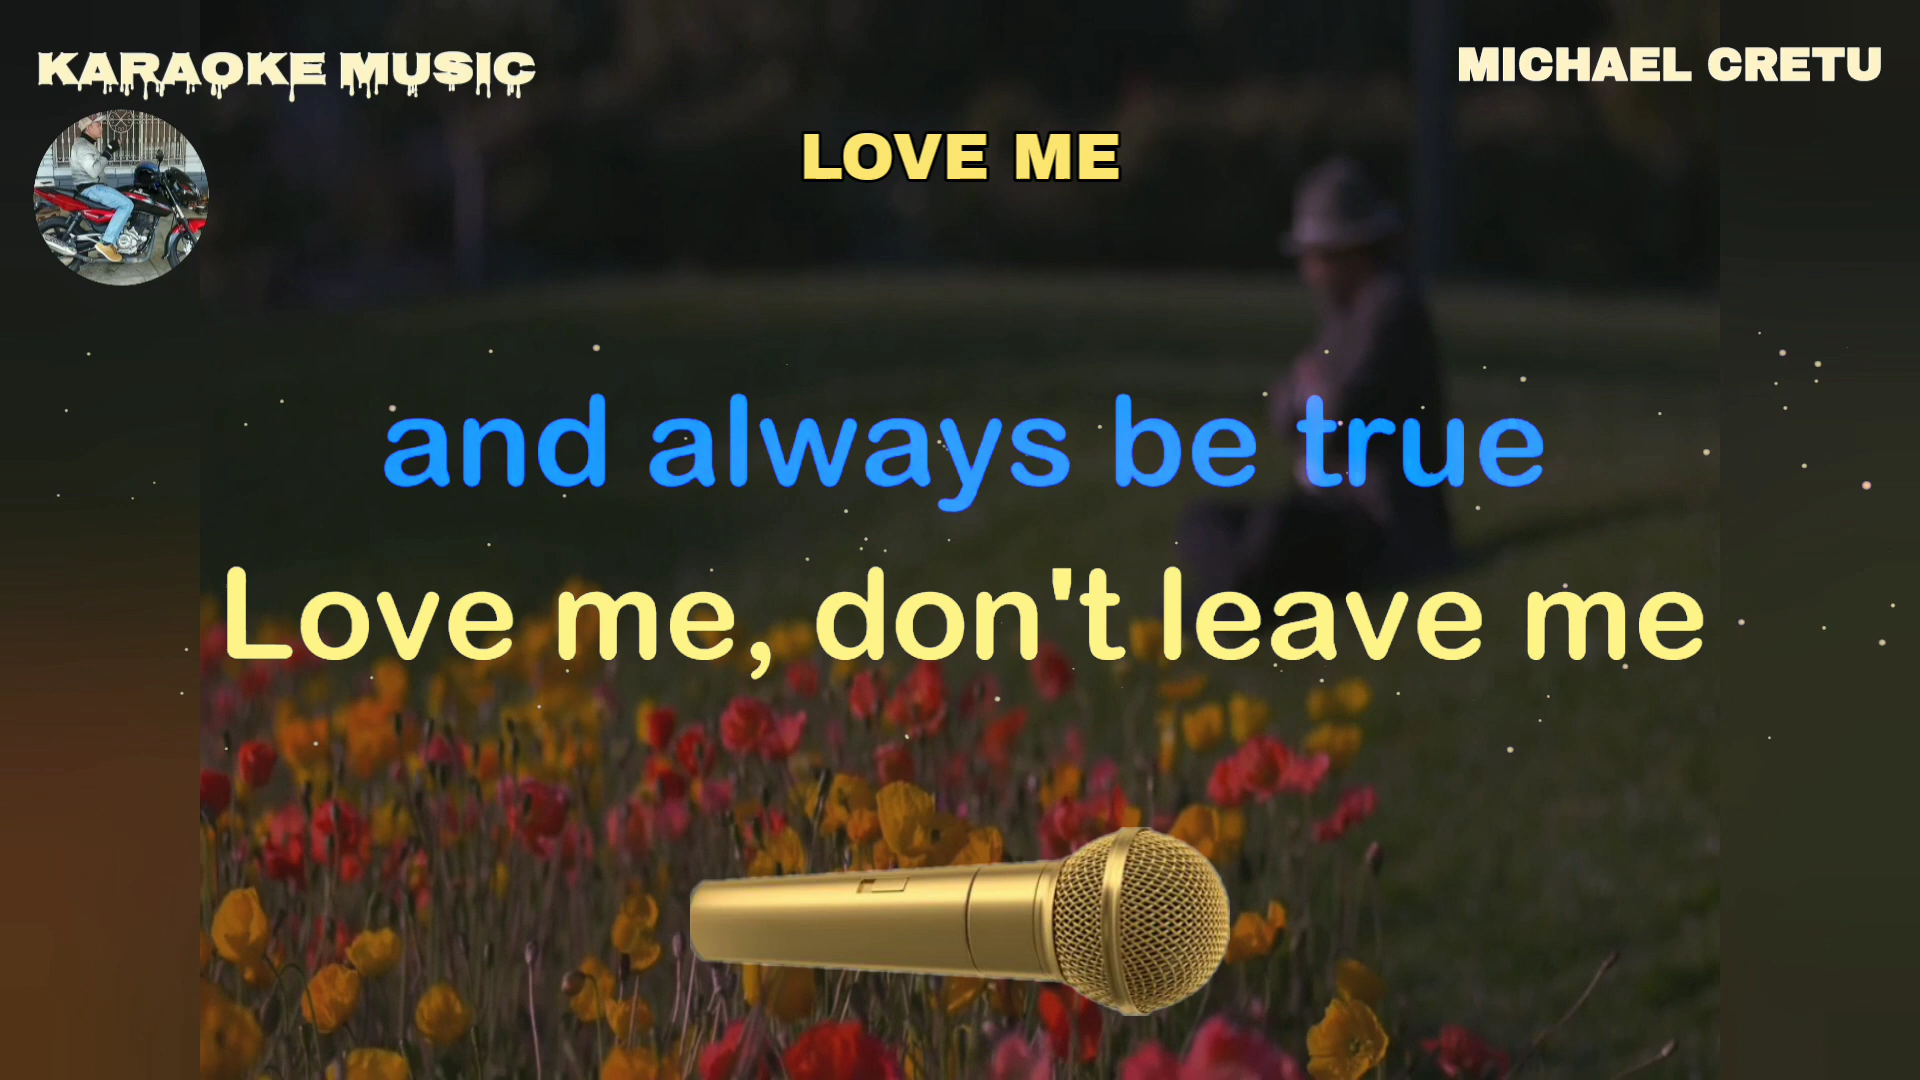 KARAOKE MUSIC
MICHAEL CRETU
LOVE ME
and always be true
Love me, don't leave me